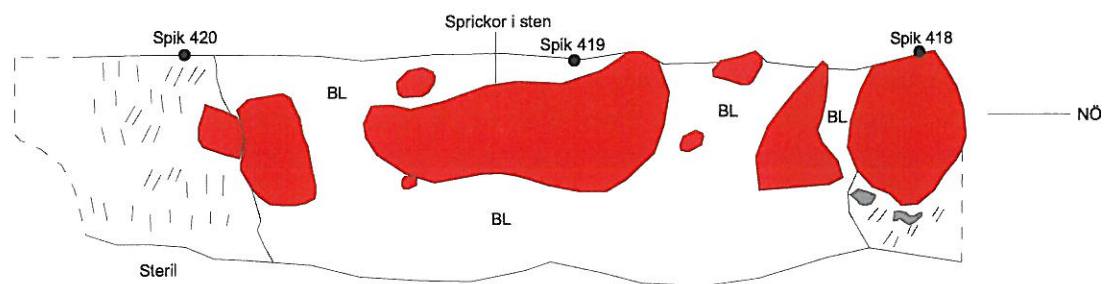 Sprickor i sten
Spik 420
Spik 419
Spik 418
BL
BL
BL
NÖ
BL
Steril